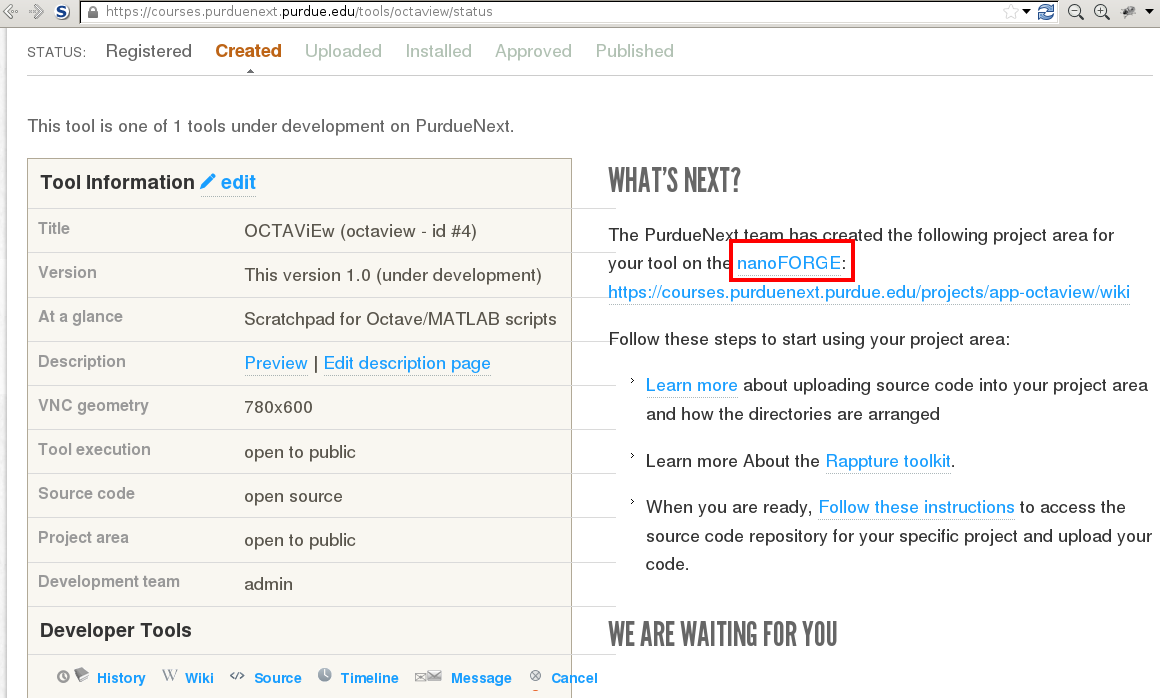 https://courses.purduenext.purdue.edu/tools/octaview/status
STATUS: Registered Created Uploaded Installed Approved Published
This tool is one of 1 tools under development on PurdueNext.
Tool Information edit
Title OCTAViEw (octaview - id #4)
Version This version 1.0 (under development)
At a glance Scratchpad for Octave/MATLAB scripts
Description Preview | Edit description page
VNC geometry 780x600
Tool execution open to public
Source code open source
Project area open to public
Development team admin
Developer Tools
History Wiki Source Timeline Message Cancel
WHAT'S NEXT?
The PurdueNext team has created the following project area for
your tool on the nanoFORGE:
https://courses.purduenext.purdue.edu/projects/app-octaview/wiki
Follow these steps to start using your project area:
Learn more about uploading source code into your project area
and how the directories are arranged
Learn more About the Rappture toolkit.
When you are ready, Follow these instructions to access the
source code repository for your specific project and upload your
code.
WE ARE WAITING FOR YOU